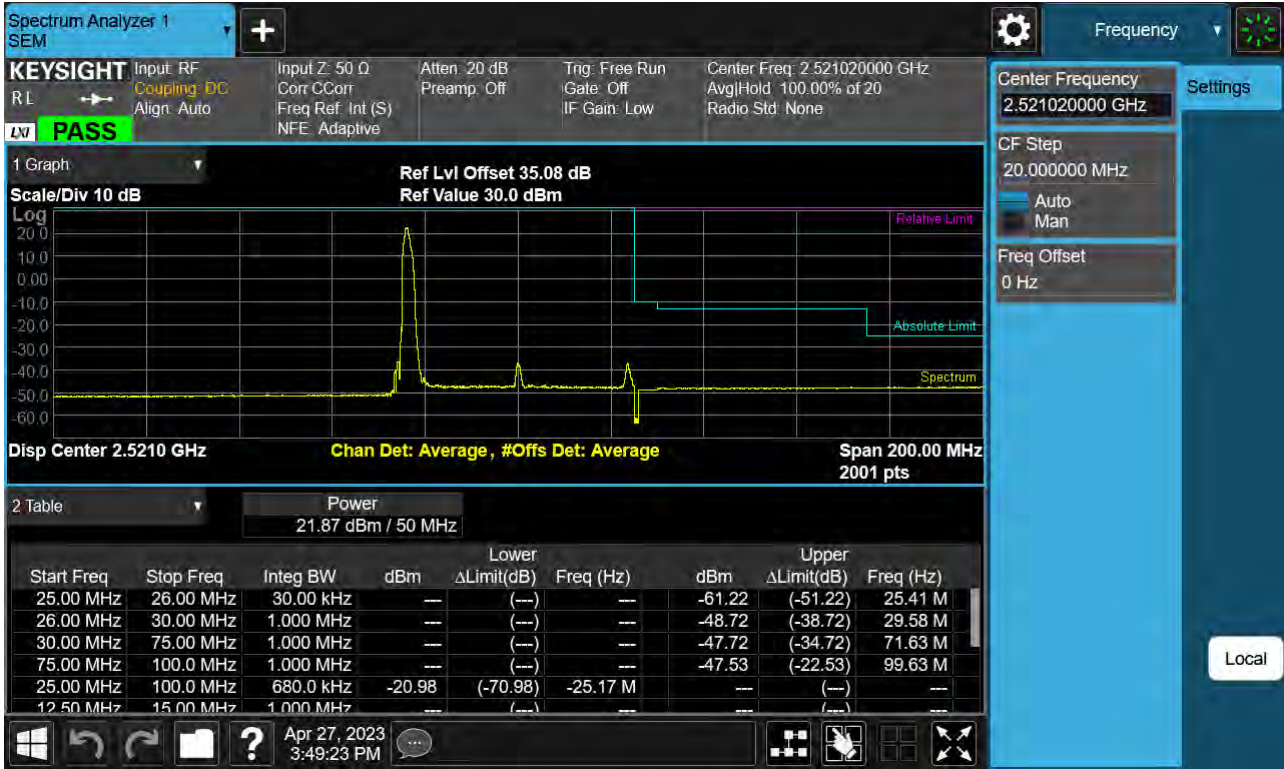 Spectrum Analyzer 1
SEM
Frequency
KEYSIGHT
RL
LXI
PASS
Input: RF
Coupling: DC
Align: Auto
Input Z: 50 Ω
Corr CCorr
Freq Ref: Int (S)
NFE: Adaptive
Atten: 20 dB
Preamp: Off
Trig: Free Run
Gate: Off
IF Gain: Low
Center Freq: 2.521020000 GHz
Avg|Hold: 100.00% of 20
Radio Std: None
Center Frequency
2.521020000 GHz
Settings
CF Step
20.000000 MHz
Auto
Man
Freq Offset
0 Hz
Local
1 Graph
Scale/Div 10 dB
Ref Lvl Offset 35.08 dB
Ref Value 30.0 dBm
Log
20.0
10.0
0.00
-10.0
-20.0
-30.0
-40.0
-50.0
-60.0
Relative Limit
Absolute Limit
Spectrum
Disp Center 2.5210 GHz
Chan Det: Average, #Offs Det: Average
Span 200.00 MHz
2001 pts
2 Table
Power
21.87 dBm / 50 MHz
Lower Upper
Start Freq Stop Freq Integ BW dBm ΔLimit(dB) Freq (Hz) dBm ΔLimit(dB) Freq (Hz)
25.00 MHz 26.00 MHz 30.00 kHz --- (---) --- -61.22 (-51.22) 25.41 M
26.00 MHz 30.00 MHz 1.000 MHz --- (---) --- -48.72 (-38.72) 29.58 M
30.00 MHz 75.00 MHz 1.000 MHz --- (---) --- -47.72 (-34.72) 71.63 M
75.00 MHz 100.0 MHz 1.000 MHz --- (---) --- -47.53 (-22.53) 99.63 M
25.00 MHz 100.0 MHz 680.0 kHz -20.98 (-70.98) -25.17 M --- (---) ---
12.50 MHz 15.00 MHz 1.000 MHz --- (---) --- --- (---) ---
?
Apr 27, 2023
3:49:23 PM